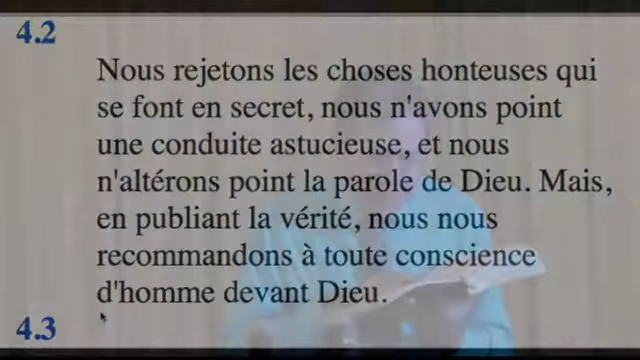 4.2
Nous rejetons les choses honteuses qui
se font en secret, nous n'avons point
une conduite astucieuse, et nous
n'altérons point la parole de Dieu. Mais,
en publiant la vérité, nous nous
recommandons à toute conscience
d'homme devant Dieu.
4.3